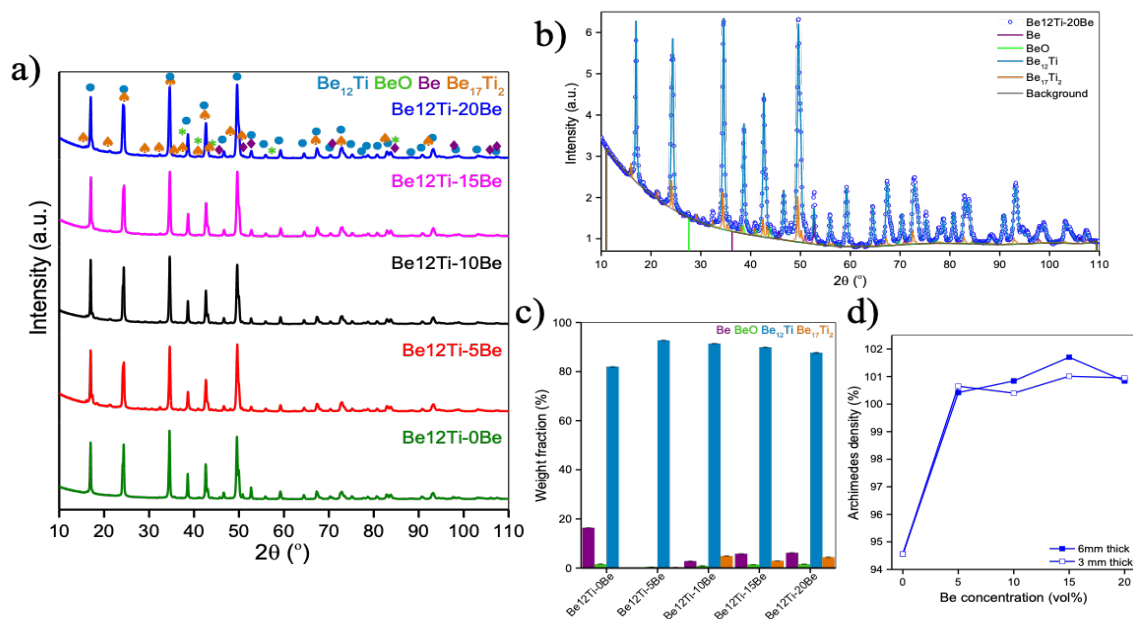 a)
Be12Ti BeO Be Be17Ti2
Be12Ti-20Be
Be12Ti-15Be
Be12Ti-10Be
Be12Ti-5Be
Be12Ti-0Be
Intensity (a.u.)
10 20 30 40 50 60 70 80 90 100 110
2θ (°)
b)
Be12Ti-20Be
Be
BeO
Be12Ti
Be17Ti2
Background
Intensity (a.u.)
6
5
4
3
2
1
10 20 30 40 50 60 70 80 90 100 110
2θ (°)
c)
Be BeO Be12Ti Be17Ti2
Weight fraction (%)
100
80
60
40
20
0
Be12Ti-0Be
Be12Ti-5Be
Be12Ti-10Be
Be12Ti-15Be
Be12Ti-20Be
d)
Archimedes density (%)
102
101
100
99
98
97
96
95
94
6mm thick
3 mm thick
0 5 10 15 20
Be concentration (vol%)